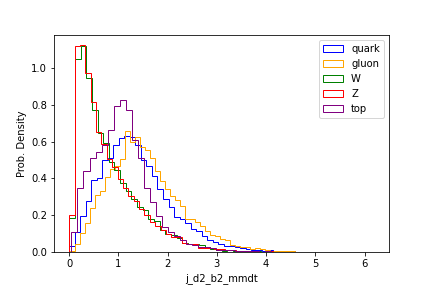 quark
gluon
W
Z
top
Prob. Density
1.0
0.8
0.6
0.4
0.2
0.0
0 1 2 3 4 5 6
j_d2_b2_mmdt